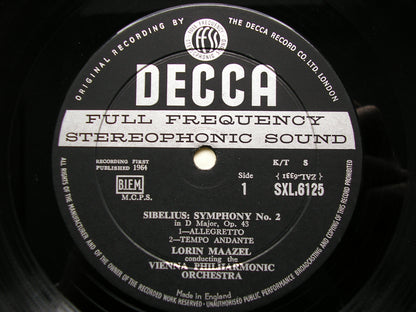 ORIGINAL RECORDING BY
THE DECCA RECORD CO. LTD. LONDON
FFSS
DECCA
FULL FREQUENCY
STEREOPHONIC SOUND
RECORDING FIRST
PUBLISHED 1964
K/T S
Side
1
{ ZAL-6331 }
SXL.6125
B.I.E.M.
M.C.P.S.
SIBELIUS: SYMPHONY No. 2
in D Major, Op. 43
1—ALLEGRETTO
2—TEMPO ANDANTE
LORIN MAAZEL
conducting the
VIENNA PHILHARMONIC
ORCHESTRA
Made in England
ALL RIGHTS OF THE MANUFACTURER AND OF THE OWNER OF THE RECORDED WORK RESERVED·UNAUTHORISED PUBLIC PERFORMANCE BROADCASTING AND COPYING OF THIS RECORD PROHIBITED